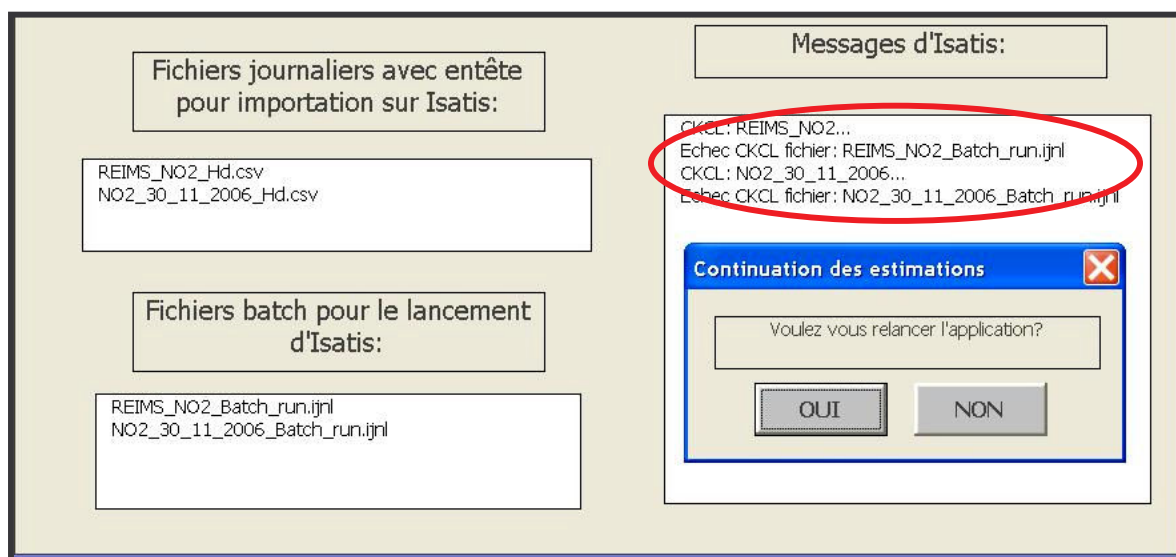 Fichiers journaliers avec entête
pour importation sur Isatis:
REIMS_NO2_Hd.csv
NO2_30_11_2006_Hd.csv
Fichiers batch pour le lancement
d'Isatis:
REIMS_NO2_Batch_run.ijnl
NO2_30_11_2006_Batch_run.ijnl
Messages d'Isatis:
CKCL: REIMS_NO2...
Echec CKCL fichier: REIMS_NO2_Batch_run.ijnl
CKCL: NO2_30_11_2006...
Echec CKCL fichier: NO2_30_11_2006_Batch_run.ijnl
Continuation des estimations
Voulez vous relancer l'application?
OUI
NON